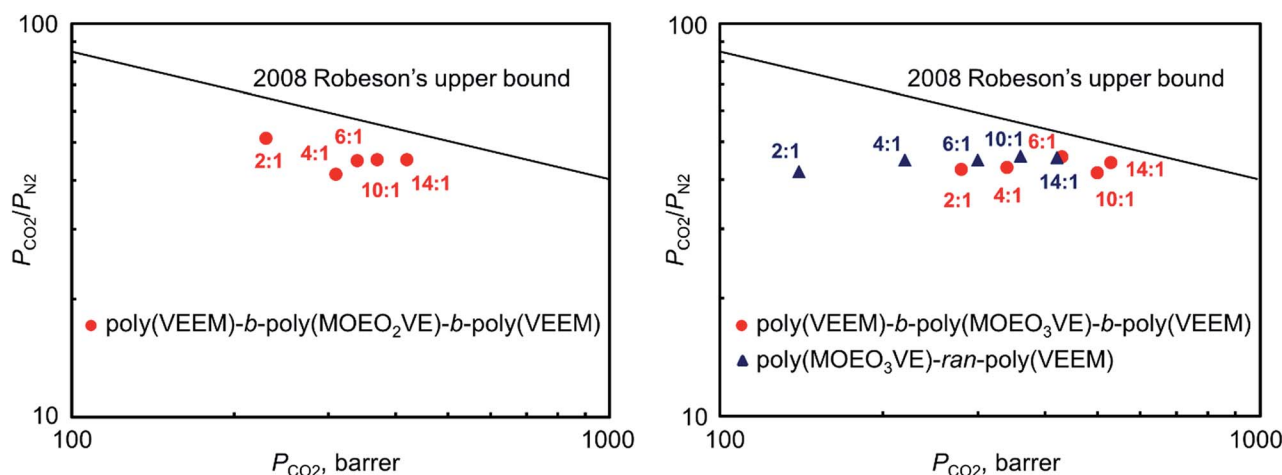 100
2008 Robeson's upper bound
6:1
4:1
2:1
10:1
14:1
P_CO2/P_N2
poly(VEEM)-b-poly(MOEO₂VE)-b-poly(VEEM)
10
100
1000
P_CO2, barrer
100
2008 Robeson's upper bound
2:1
4:1
6:1
10:1
6:1
14:1
14:1
2:1
4:1
10:1
P_CO2/P_N2
poly(VEEM)-b-poly(MOEO₃VE)-b-poly(VEEM)
poly(MOEO₃VE)-ran-poly(VEEM)
10
100
1000
P_CO2, barrer